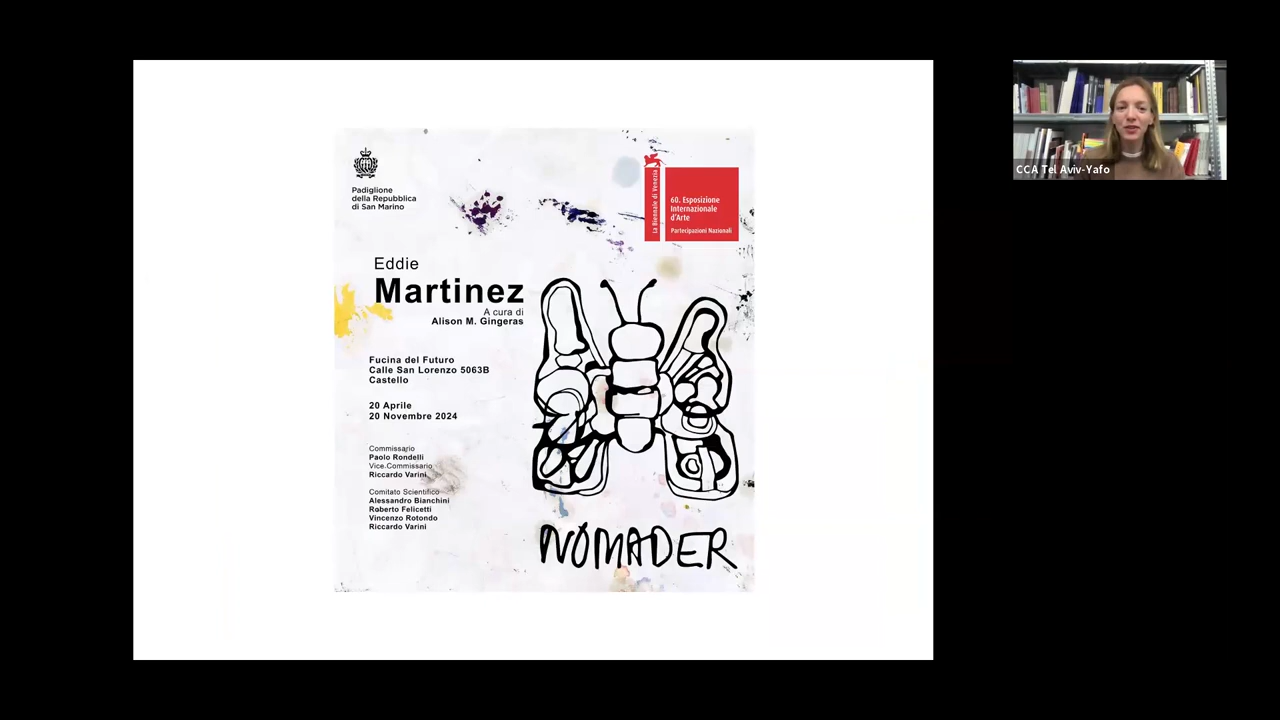 Padiglione
della Repubblica
di San Marino
La Biennale di Venezia
60. Esposizione
Internazionale
d'Arte
Partecipazioni Nazionali
Eddie
Martinez
A cura di
Alison M. Gingeras
Fucina del Futuro
Calle San Lorenzo 5063B
Castello
20 Aprile
20 Novembre 2024
Commissario
Paolo Rondelli
Vice-Commissario
Riccardo Varini
Comitato Scientifico
Alessandro Bianchini
Roberto Felicetti
Vincenzo Rotondo
Riccardo Varini
NOMADER
CCA Tel Aviv-Yafo